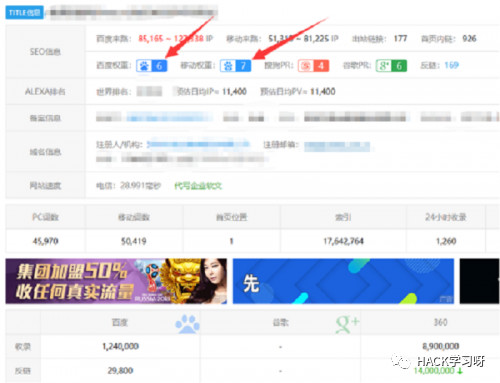 TITLE信息
SEO信息
百度来路: 85,165 ~ 127,138 IP 移动来路: 51,315 ~ 81,225 IP 出站链接: 177 首页内链: 926
百度权重: 6 移动权重: 7 搜狗PR: 4 谷歌PR: 6 反链: 169
ALEXA排名
世界排名: 预估日均IP≈ 11,400 预估日均PV≈ 11,400
备案信息
域名信息
注册人/机构: 注册邮箱:
网站速度
电信: 28.991毫秒 代写企业软文
PC词数 移动词数 首页位置 索引 24小时收录
45,970 50,419 1 17,642,764 1,260
集团加盟50%
收任何真实流量
先
广告
百度 谷歌 360
收录 1,240,000 - 8,900,000
反链 29,800 - 14,000,000↓
HACK学习呀